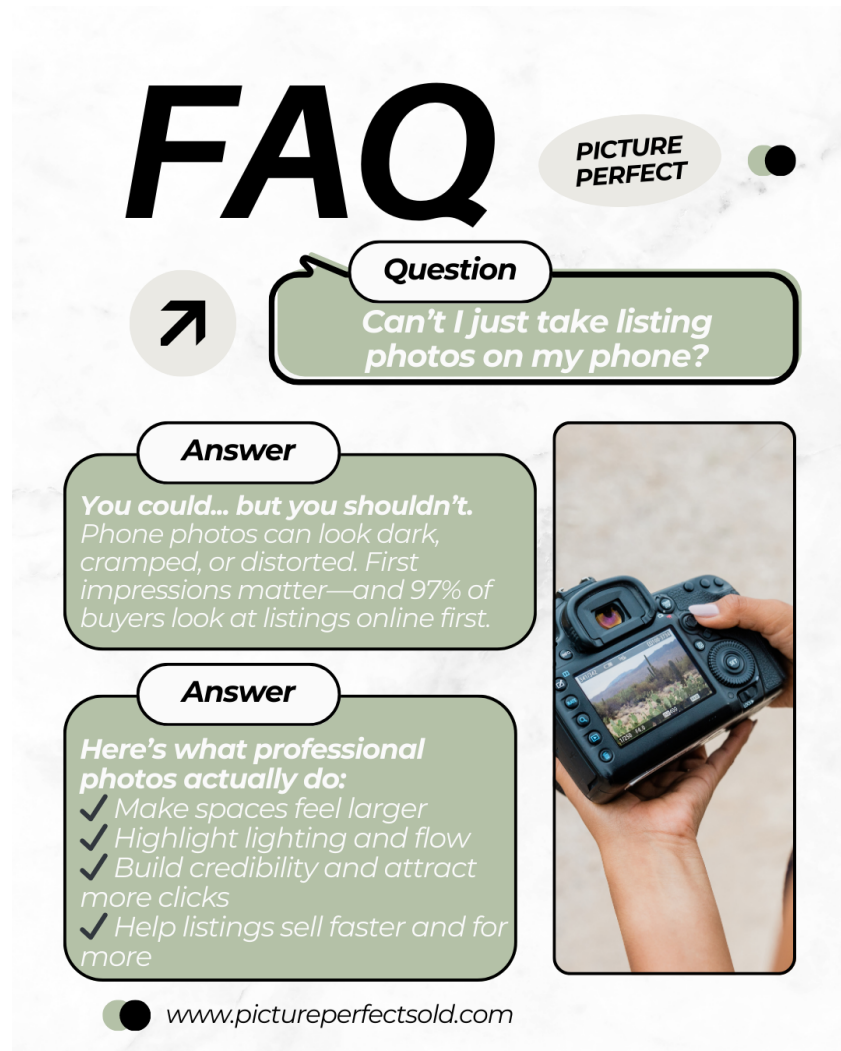 FAQ
PICTURE
PERFECT
Question
Can't I just take listing
photos on my phone?
Answer
You could... but you shouldn't.
Phone photos can look dark,
cramped, or distorted. First
impressions matter—and 97% of
buyers look at listings online first.
Answer
Here's what professional
photos actually do:
✓ Make spaces feel larger
✓ Highlight lighting and flow
✓ Build credibility and attract
more clicks
✓ Help listings sell faster and for
more
www.pictureperfectsold.com